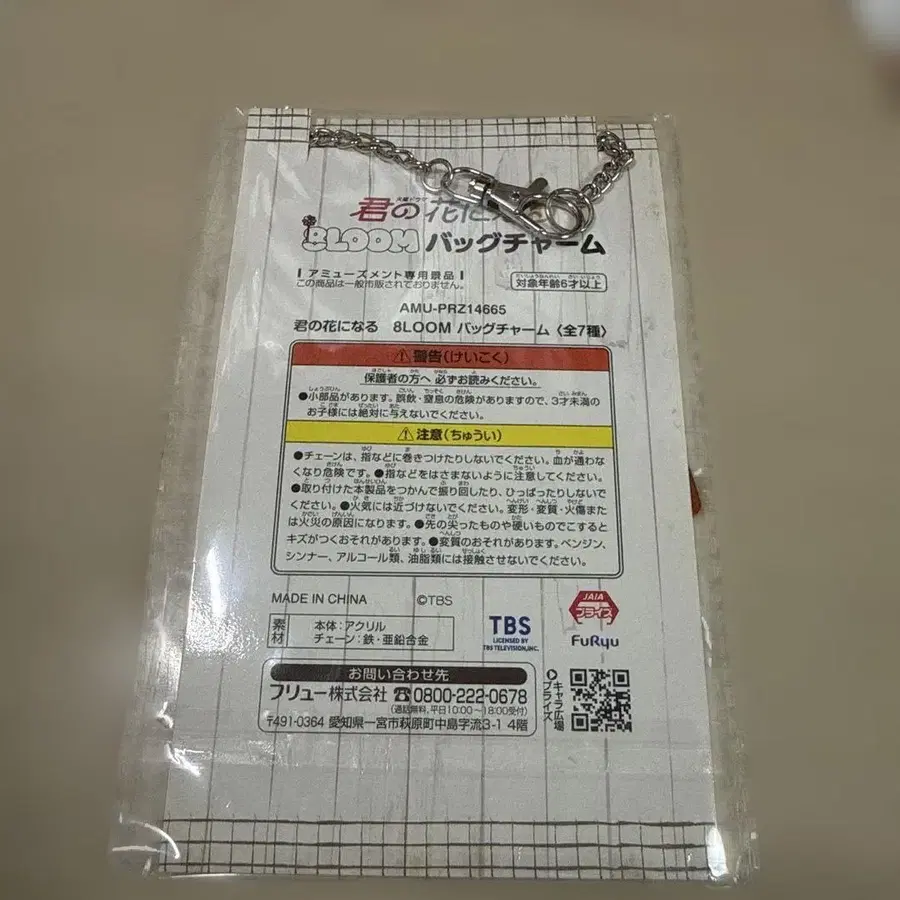 火曜ドラマ
君の花に
8LOOM バッグチャーム
アミューズメント専用景品
この商品は一般市販されておりません。
対象年齢6才以上
AMU-PRZ14665
君の花になる 8LOOM バッグチャーム〈全7種〉
⚠警告(けいこく)
保護者の方へ 必ずお読みください。
●小部品があります。誤飲・窒息の危険がありますので、3才未満の
お子様には絶対に与えないでください。
⚠注意(ちゅうい)
●チェーンは、指などに巻きつけたりしないでください。血が通わな
くなり危険です。●指などをはさまないように注意してください。
●取り付けた本製品をつかんで振り回したり、ひっぱったりしないで
ください。●火気には近づけないでください。変形・変質・火傷また
は火災の原因になります。●先の尖ったものや硬いものでこすると
キズがつくおそれがあります。●変質のおそれがあります。ベンジン、
シンナー、アルコール類、油脂類には接触させないでください。
MADE IN CHINA ©TBS
素材
本体:アクリル
チェーン:鉄・亜鉛合金
TBS
LICENSED BY
TBS TELEVISION, INC.
JAIA
プライズ
FuRyu
お問い合わせ先
フリュー株式会社 ☎0800-222-0678
(通話無料、平日10:00~18:00受付)
〒491-0364 愛知県一宮市萩原町中島字流3-1 4階
キャラ広場
プライズ